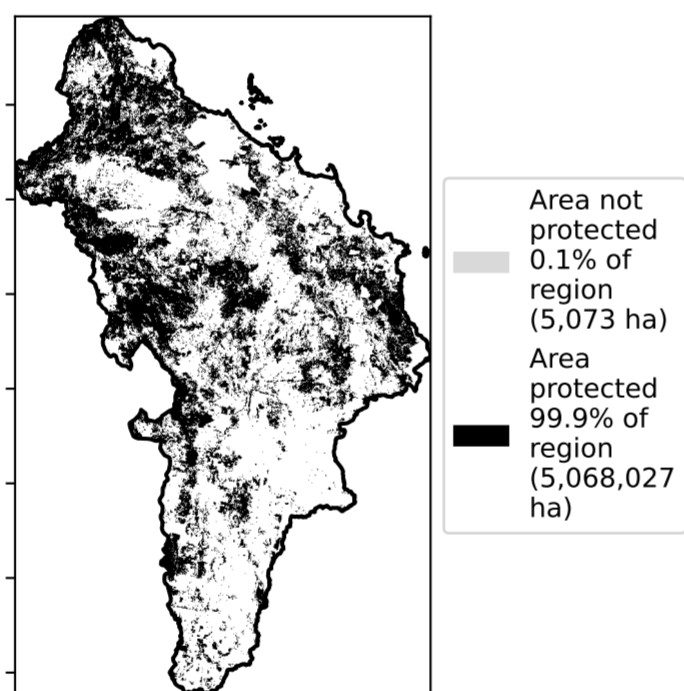 Area not
protected
0.1% of
region
(5,073 ha)
Area
protected
99.9% of
region
(5,068,027
ha)